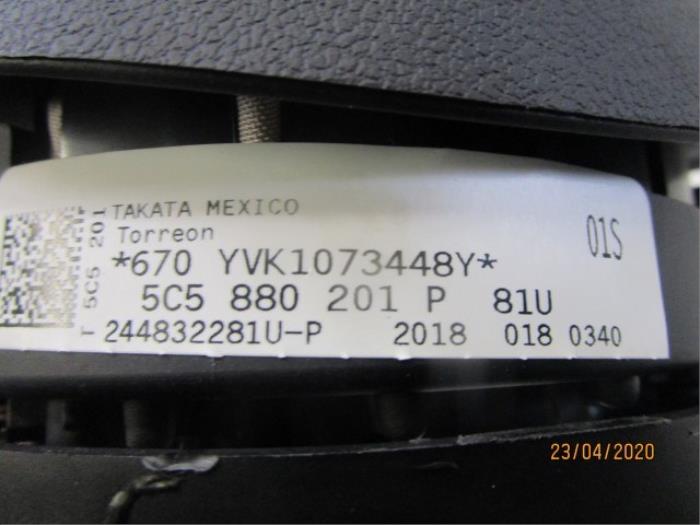 TAKATA MEXICO
Torreon
01S
*670 YVK1073448Y*
5C5 880 201 P 81U
244832281U-P 2018 018 0340
T 5C5 201
23/04/2020